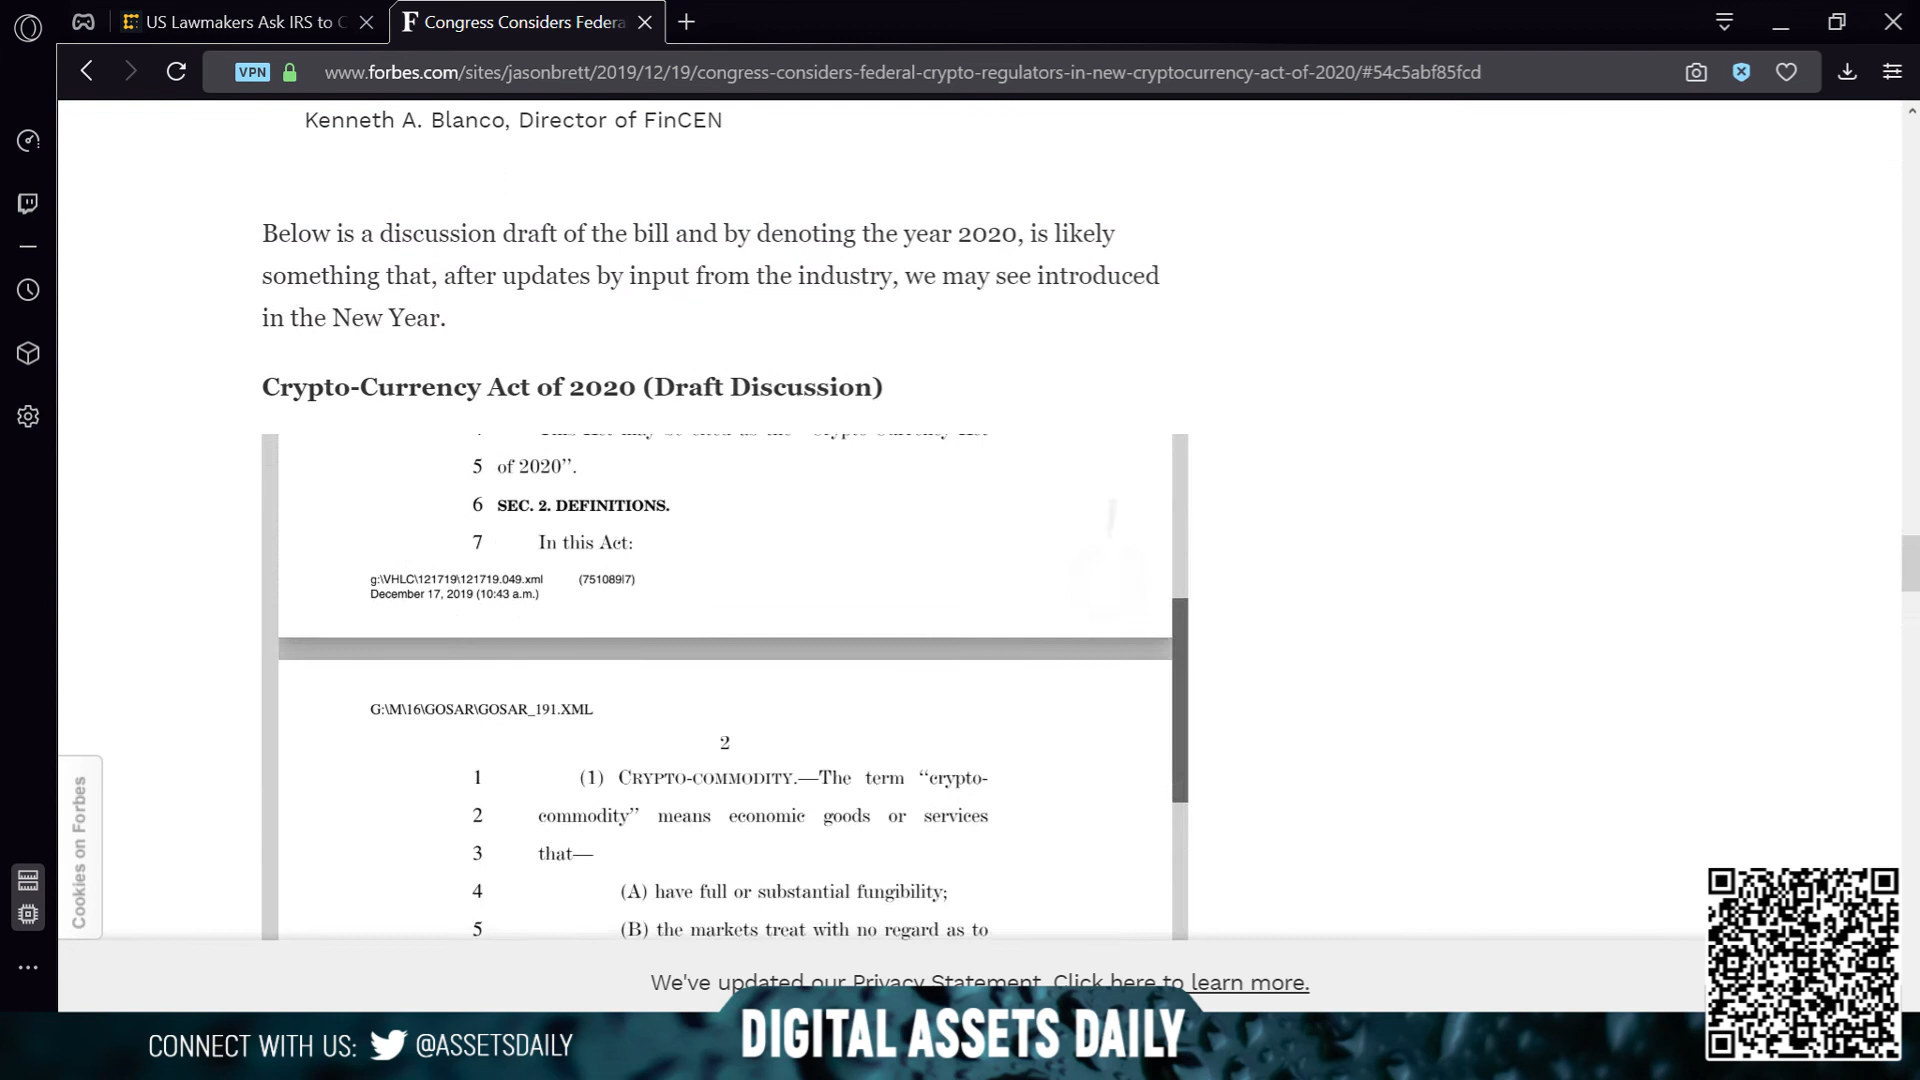 US Lawmakers Ask IRS to C
Congress Considers Federa
VPN
www.forbes.com/sites/jasonbrett/2019/12/19/congress-considers-federal-crypto-regulators-in-new-cryptocurrency-act-of-2020/#54c5abf85fcd
Kenneth A. Blanco, Director of FinCEN
Below is a discussion draft of the bill and by denoting the year 2020, is likely
something that, after updates by input from the industry, we may see introduced
in the New Year.
Crypto-Currency Act of 2020 (Draft Discussion)
5 of 2020’’.
6 SEC. 2. DEFINITIONS.
7 In this Act:
g:\VHLC\121719\121719.049.xml (751089|7)
December 17, 2019 (10:43 a.m.)
G:\M\16\GOSAR\GOSAR_191.XML
2
1 (1) CRYPTO-COMMODITY.—The term ‘‘crypto-
2 commodity’’ means economic goods or services
3 that—
4 (A) have full or substantial fungibility;
5 (B) the markets treat with no regard as to
Cookies on Forbes
We've updated our Privacy Statement. Click here to learn more.
CONNECT WITH US: @ASSETSDAILY
DIGITAL ASSETS DAILY